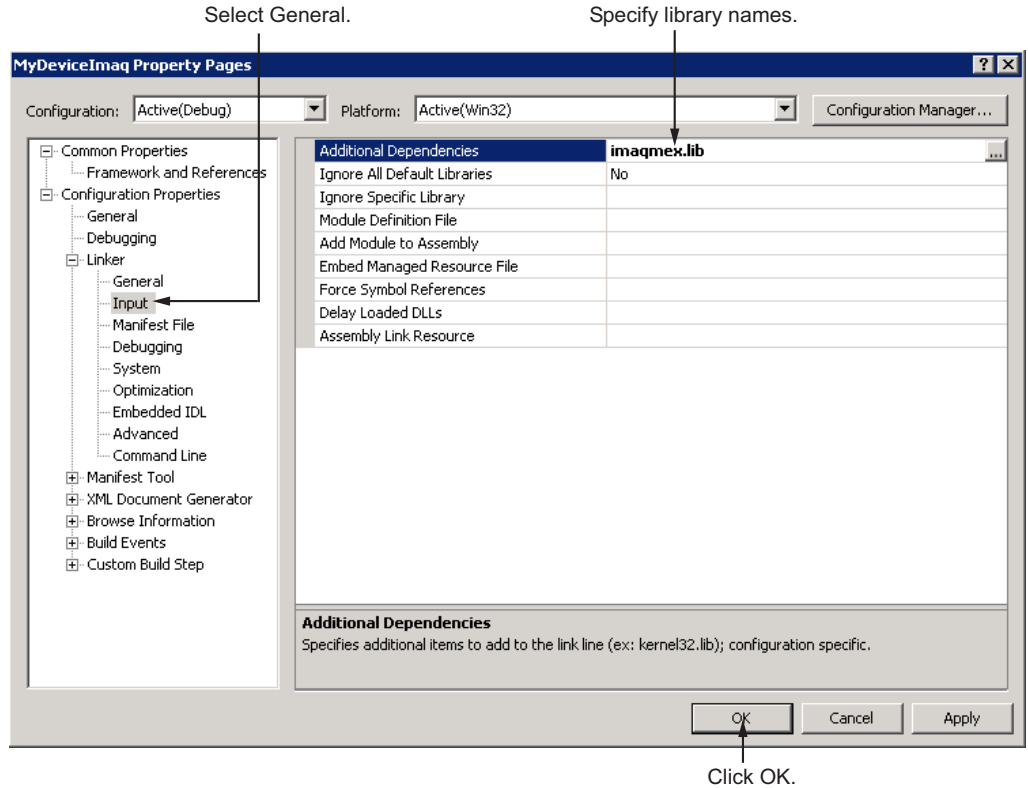 Select General.
Specify library names.
MyDeviceImaq Property Pages
Configuration: Active(Debug) Platform: Active(Win32) Configuration Manager...
Common Properties
Framework and References
Configuration Properties
General
Debugging
Linker
General
Input
Manifest File
Debugging
System
Optimization
Embedded IDL
Advanced
Command Line
Manifest Tool
XML Document Generator
Browse Information
Build Events
Custom Build Step
Additional Dependencies imaqmex.lib ...
Ignore All Default Libraries No
Ignore Specific Library
Module Definition File
Add Module to Assembly
Embed Managed Resource File
Force Symbol References
Delay Loaded DLLs
Assembly Link Resource
Additional Dependencies
Specifies additional items to add to the link line (ex: kernel32.lib); configuration specific.
OK Cancel Apply
Click OK.